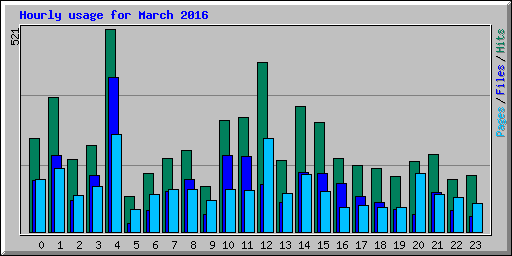 Hourly usage for March 2016
521
Pages / Files / Hits
0 1 2 3 4 5 6 7 8 9 10 11 12 13 14 15 16 17 18 19 20 21 22 23